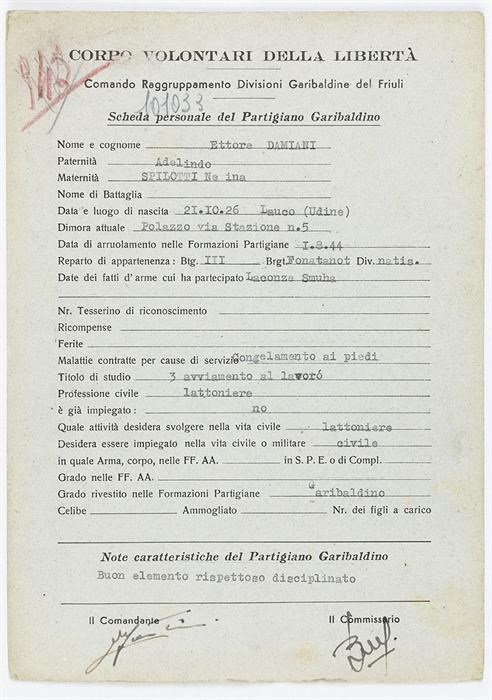 CORPO VOLONTARI DELLA LIBERTÀ
Comando Raggruppamento Divisioni Garibaldine del Friuli
101033
Scheda personale del Partigiano Garibaldino
Nome e cognome Ettore DAMIANI
Paternità Adelindo
Maternità SPILOTTI Ne ina
Nome di Battaglia
Data e luogo di nascita 21.10.26 Lauco (Udine)
Dimora attuale Polazzo via Stazione n.5
Data di arruolamento nelle Formazioni Partigiane 1.8.44
Reparto di appartenenza: Btg. III Brgt. Fonatanot Div. natis.
Date dei fatti d'arme cui ha partecipato Laconza Smuha
Nr. Tesserino di riconoscimento
Ricompense
Ferite
Malattie contratte per cause di servizio Congelamento ai piedi
Titolo di studio 3 avviamento al lavoró
Professione civile lattoniere
è già impiegato: no
Quale attività desidera svolgere nella vita civile lattoniere
Desidera essere impiegato nella vita civile o militare civile
in quale Arma, corpo, nelle FF. AA. in S. P. E. o di Compl.
Grado nelle FF. AA.
Grado rivestito nelle Formazioni Partigiane Garibaldino
Celibe Ammogliato Nr. dei figli a carico
Note caratteristiche del Partigiano Garibaldino
Buon elemento rispettoso disciplinato
Il Comandante Il Commissario